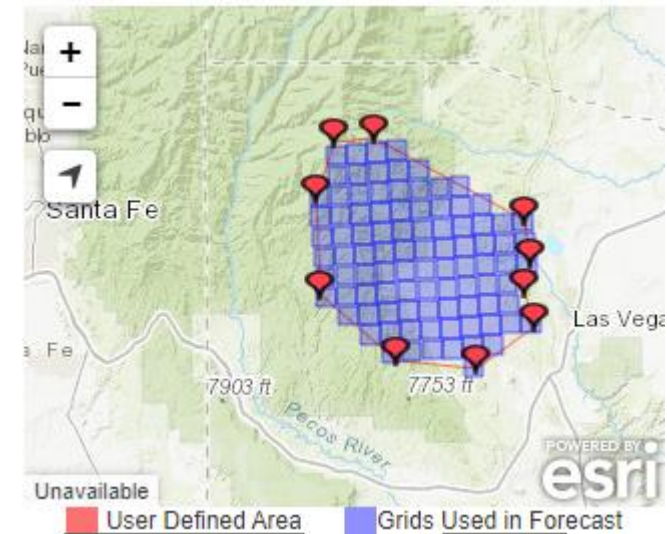 +
−
Santa Fe
Las Vega
Fe
7903 ft
7753 ft
Pecos River
POWERED BY
esri
Unavailable
User Defined Area
Grids Used in Forecast